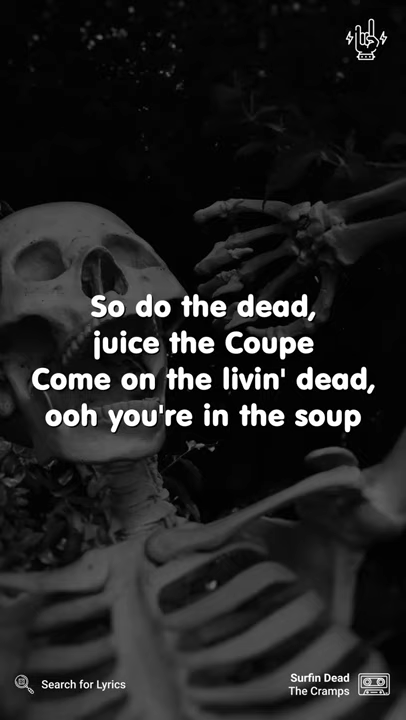 So do the dead,
juice the Coupe
Come on the livin' dead,
ooh you're in the soup
Search for Lyrics
Surfin Dead
The Cramps